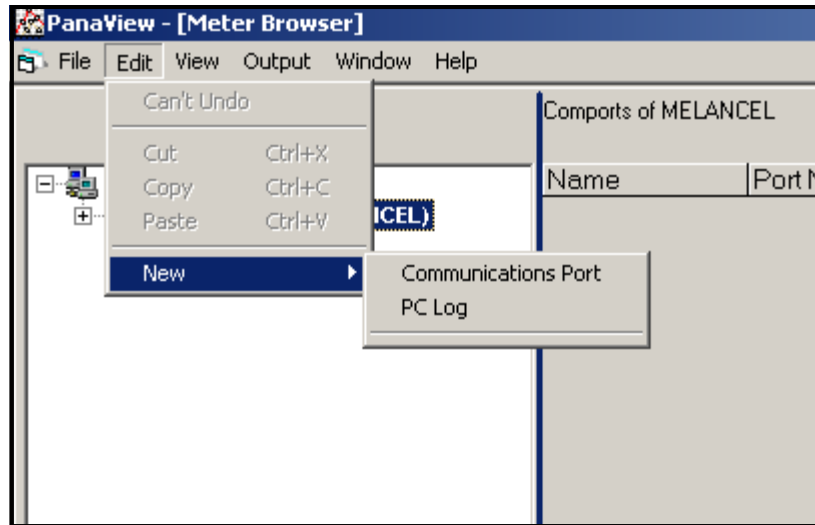 PanaView - [Meter Browser]
File Edit View Output Window Help
Can't Undo
Cut Ctrl+X
Copy Ctrl+C
Paste Ctrl+V
New
Communications Port
PC Log
ICEL)
Comports of MELANCEL
Name Port